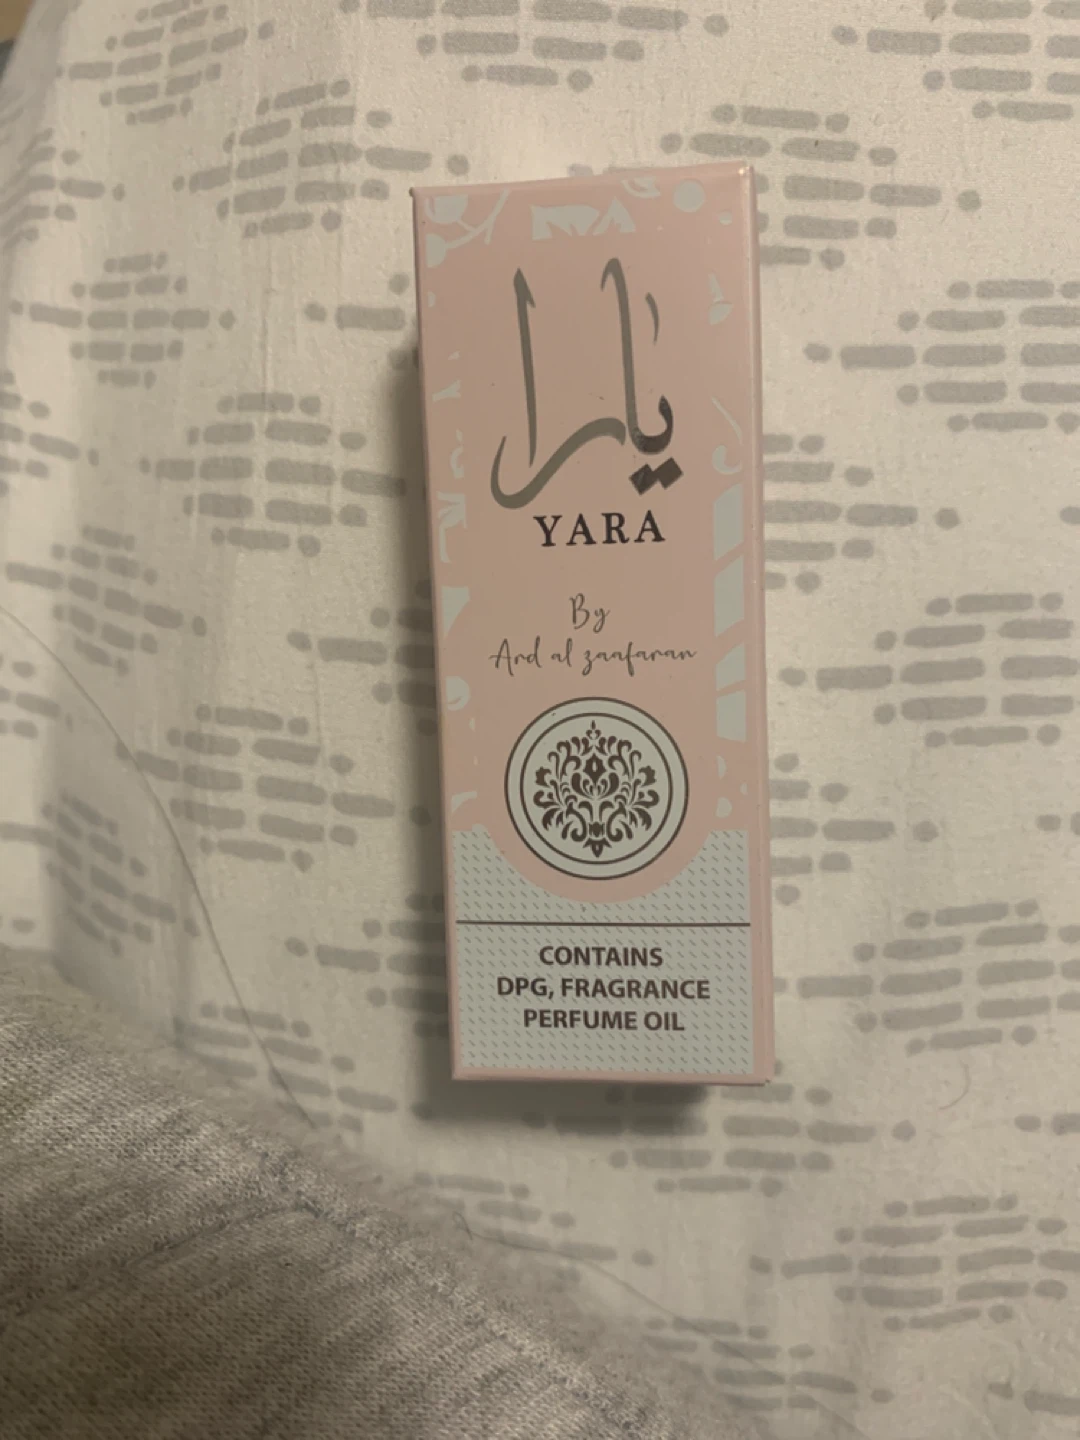 يارا
YARA
By
Ard al zaafaran
CONTAINS
DPG, FRAGRANCE
PERFUME OIL